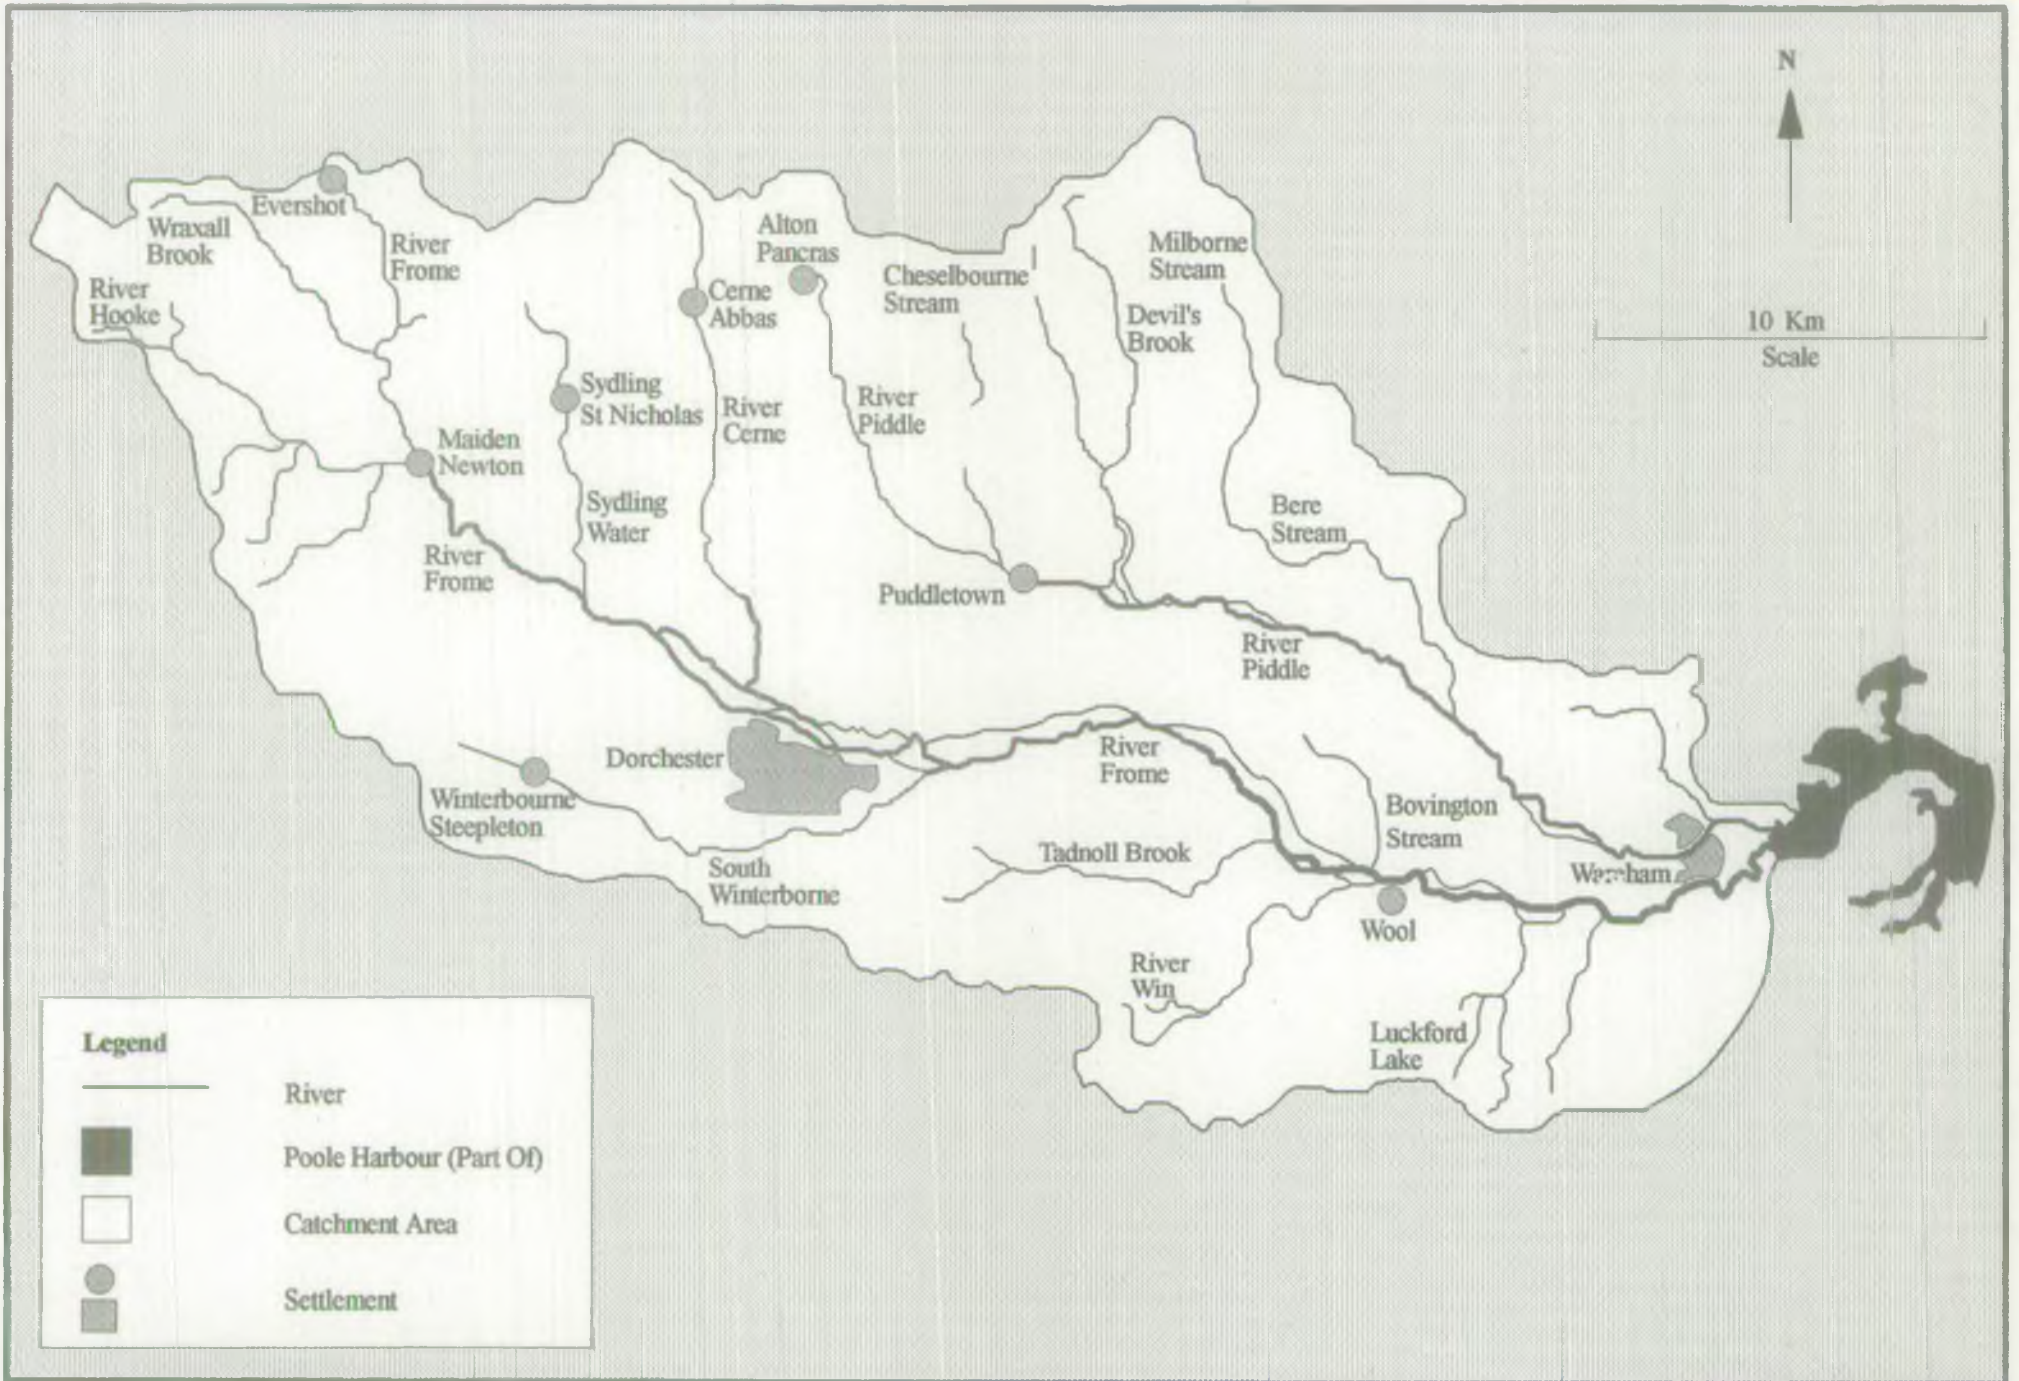 N
10 Km
Scale
Evershot
Wraxall
Brook
River
Frome
River
Hooke
Alton
Pancras
Cerne
Abbas
Cheselbourne
Stream
Milborne
Stream
Devil's
Brook
Sydling
St Nicholas
River
Cerne
River
Piddle
Maiden
Newton
Sydling
Water
Bere
Stream
River
Frome
Puddletown
River
Piddle
Dorchester
River
Frome
Winterbourne
Steepleton
Bovington
Stream
Tadnoll Brook
South
Winterborne
Wareham
Wool
River
Win
Luckford
Lake
Legend
River
Poole Harbour (Part Of)
Catchment Area
Settlement